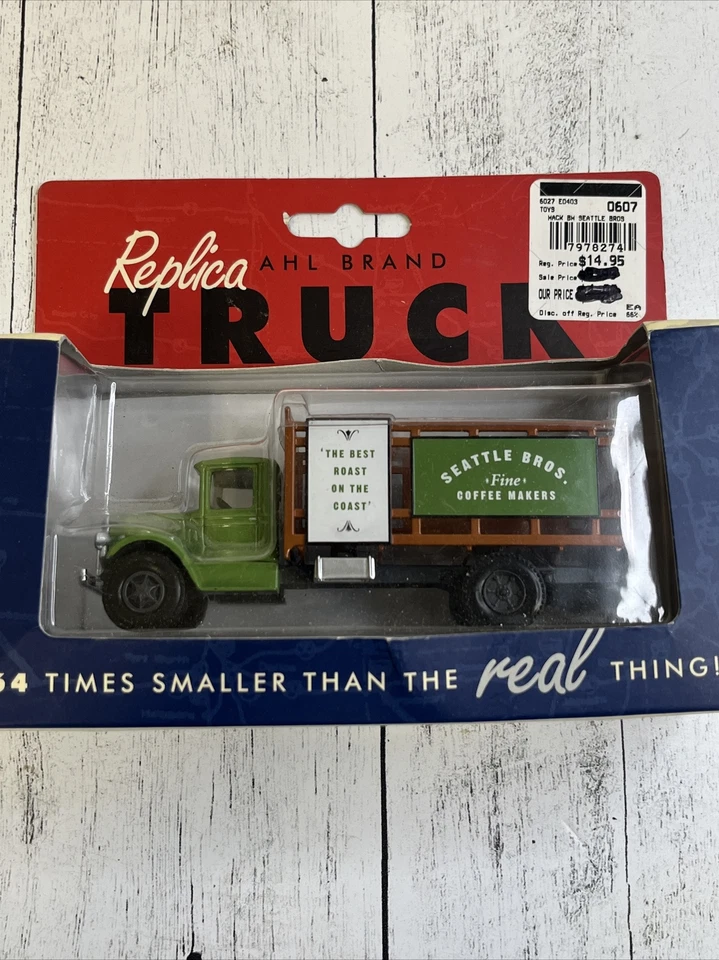 6027 E0403
TOYS
0607
MACK BM SEATTLE BROS
7978274
Reg. Price $14.95
Sale Price
OUR PRICE
EA
Disc. off Reg. Price 66%
Replica AHL BRAND
TRUCK
'THE BEST
ROAST
ON THE
COAST'
SEATTLE BROS.
Fine
COFFEE MAKERS
64 TIMES SMALLER THAN THE real THING!